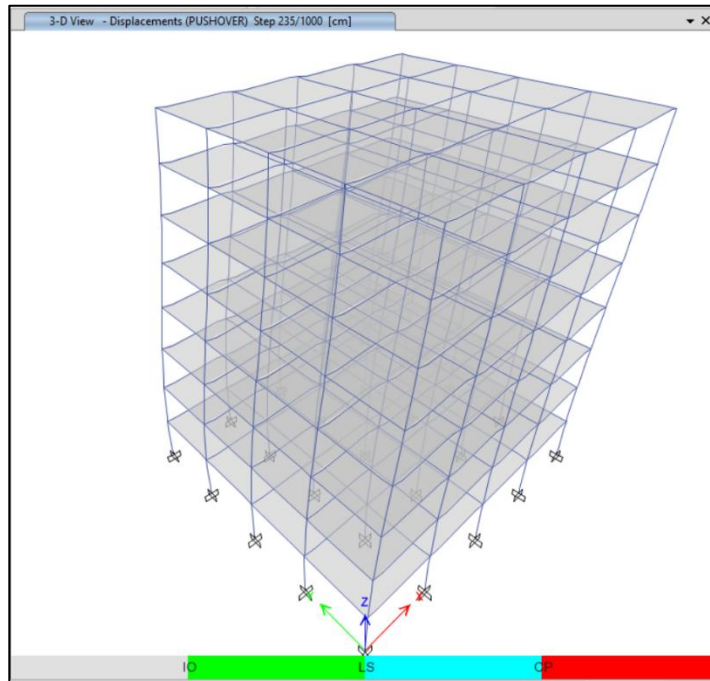 3-D View - Displacements (PUSHOVER) Step 235/1000 [cm]
Z
X
IO LS CP